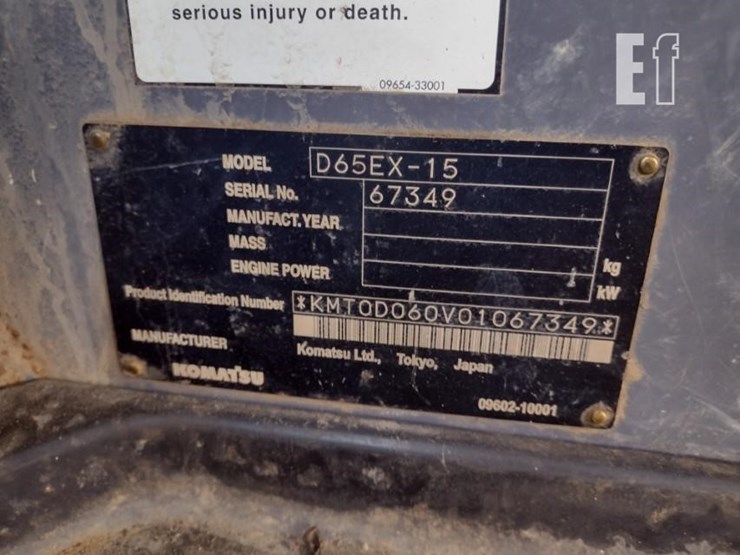 serious injury or death.
09654-33001
Ef
MODEL D65EX-15
SERIAL No. 67349
MANUFACT. YEAR
MASS kg
ENGINE POWER kW
Product Identification Number *KMT0D060V01067349*
MANUFACTURER Komatsu Ltd., Tokyo, Japan
KOMATSU
09602-10001